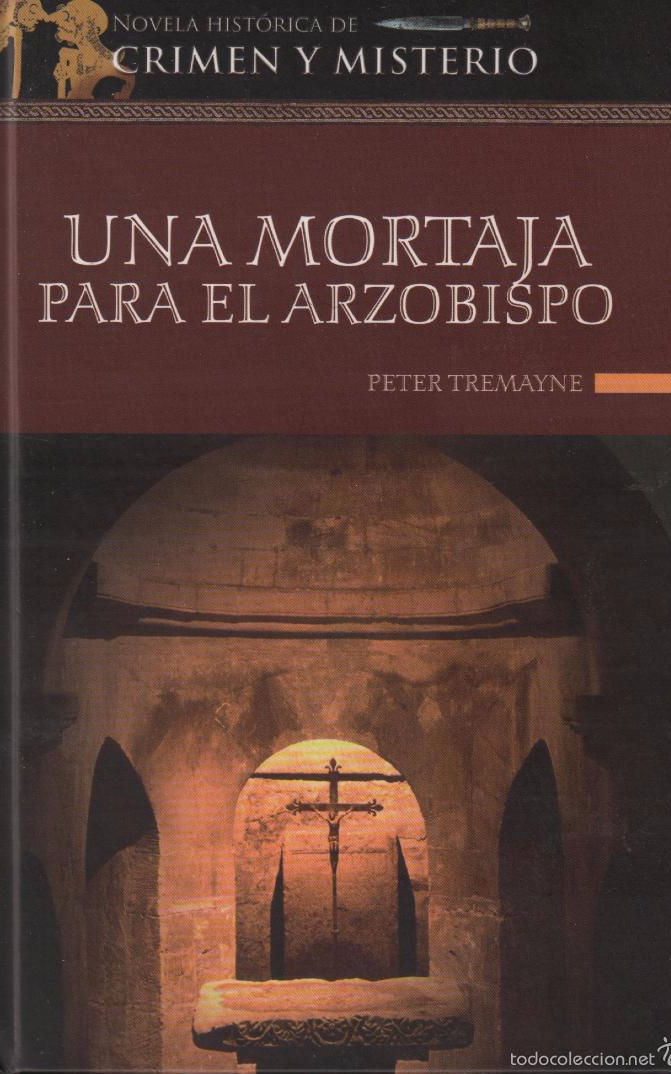 NOVELA HISTÓRICA DE
CRIMEN Y MISTERIO
UNA MORTAJA
PARA EL ARZOBISPO
PETER TREMAYNE
todocoleccion.net